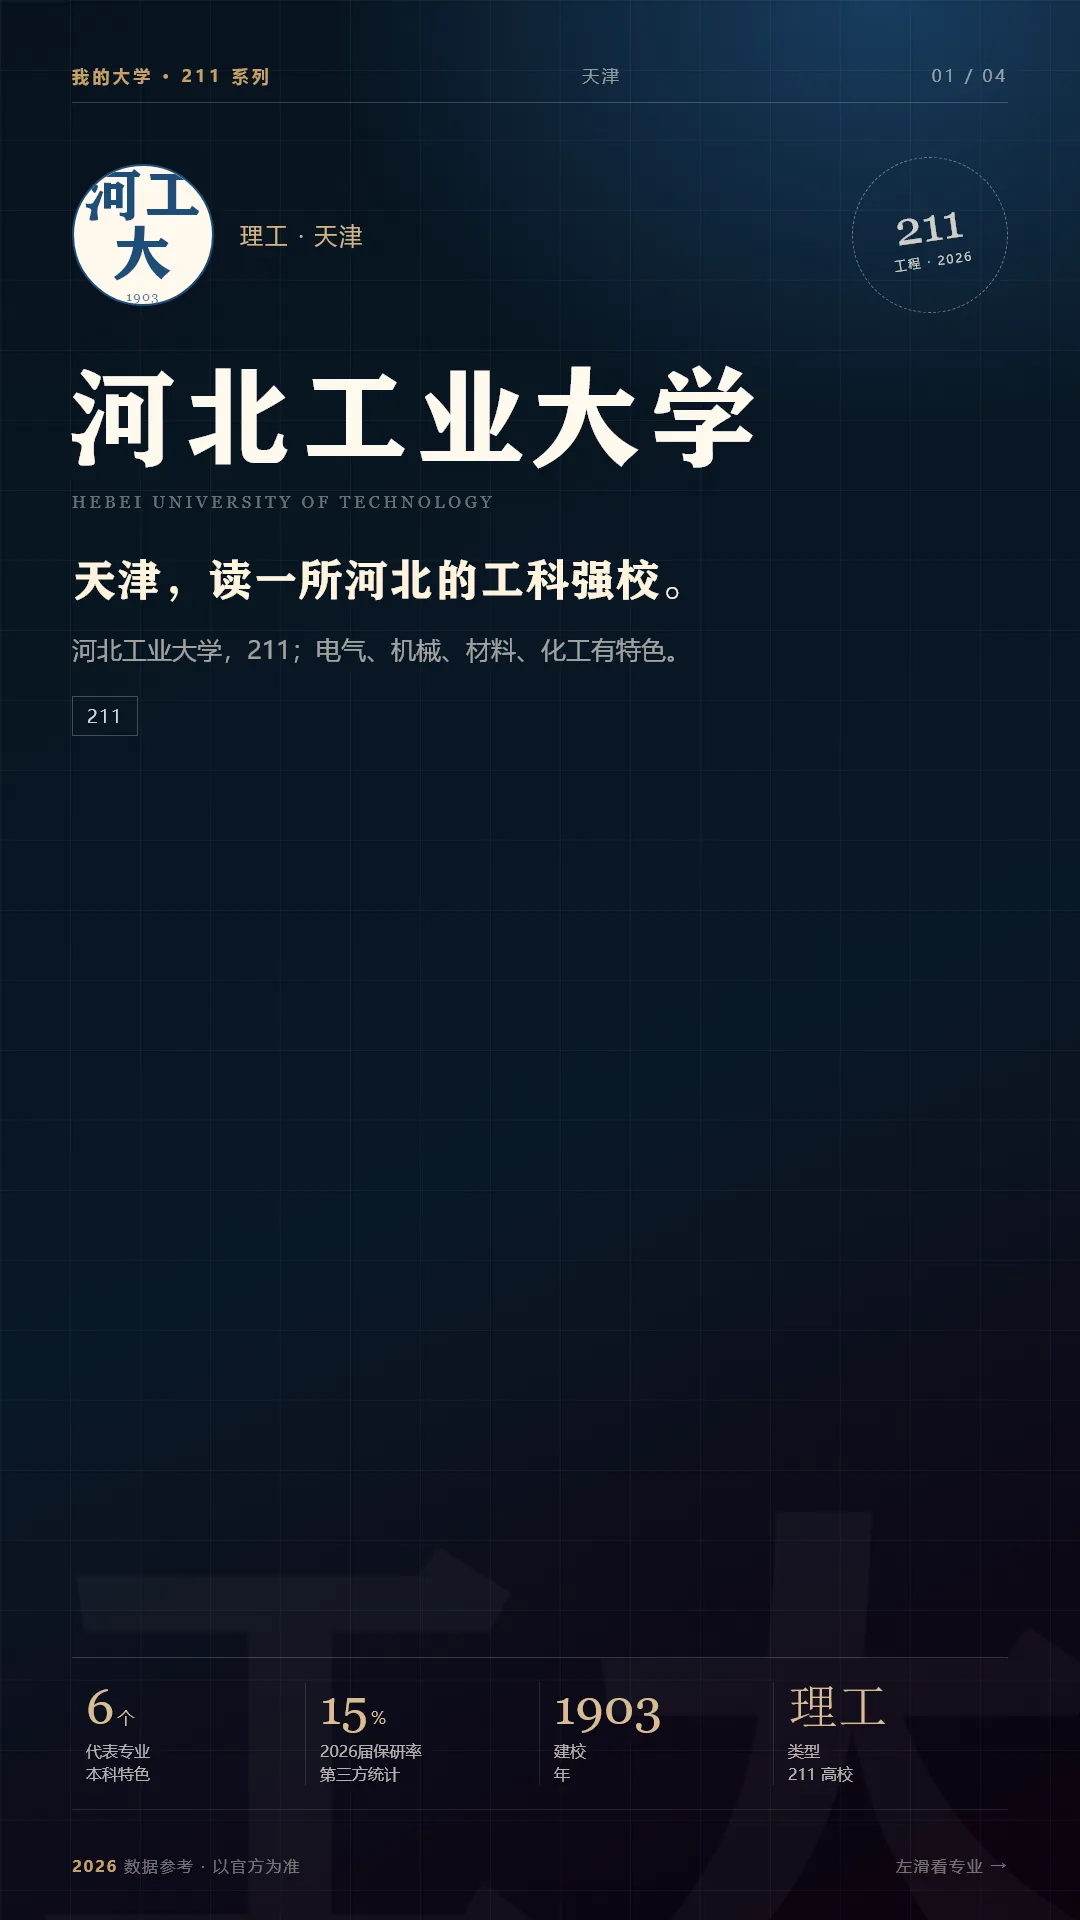 我的大学 · 211 系列
天津
01 / 04
河工
大
1903
理工 · 天津
211
工程 · 2026
河北工业大学
HEBEI UNIVERSITY OF TECHNOLOGY
天津，读一所河北的工科强校。
河北工业大学，211；电气、机械、材料、化工有特色。
211
工大
6个
代表专业
本科特色
15%
2026届保研率
第三方统计
1903
建校
年
理工
类型
211 高校
2026 数据参考 · 以官方为准
左滑看专业 →